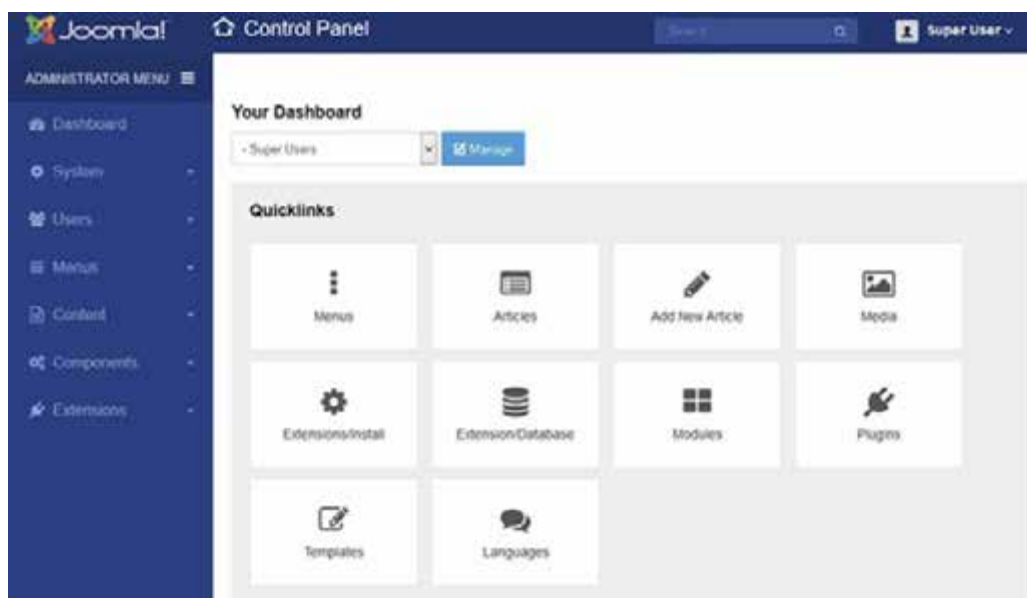 Joomla!
Control Panel
Search
Super User
ADMINISTRATOR MENU
Dashboard
System
Users
Menus
Content
Components
Extensions
Your Dashboard
- Super Users
Manage
Quicklinks
Menus
Articles
Add New Article
Media
Extensions/Install
Extension/Database
Modules
Plugins
Templates
Languages